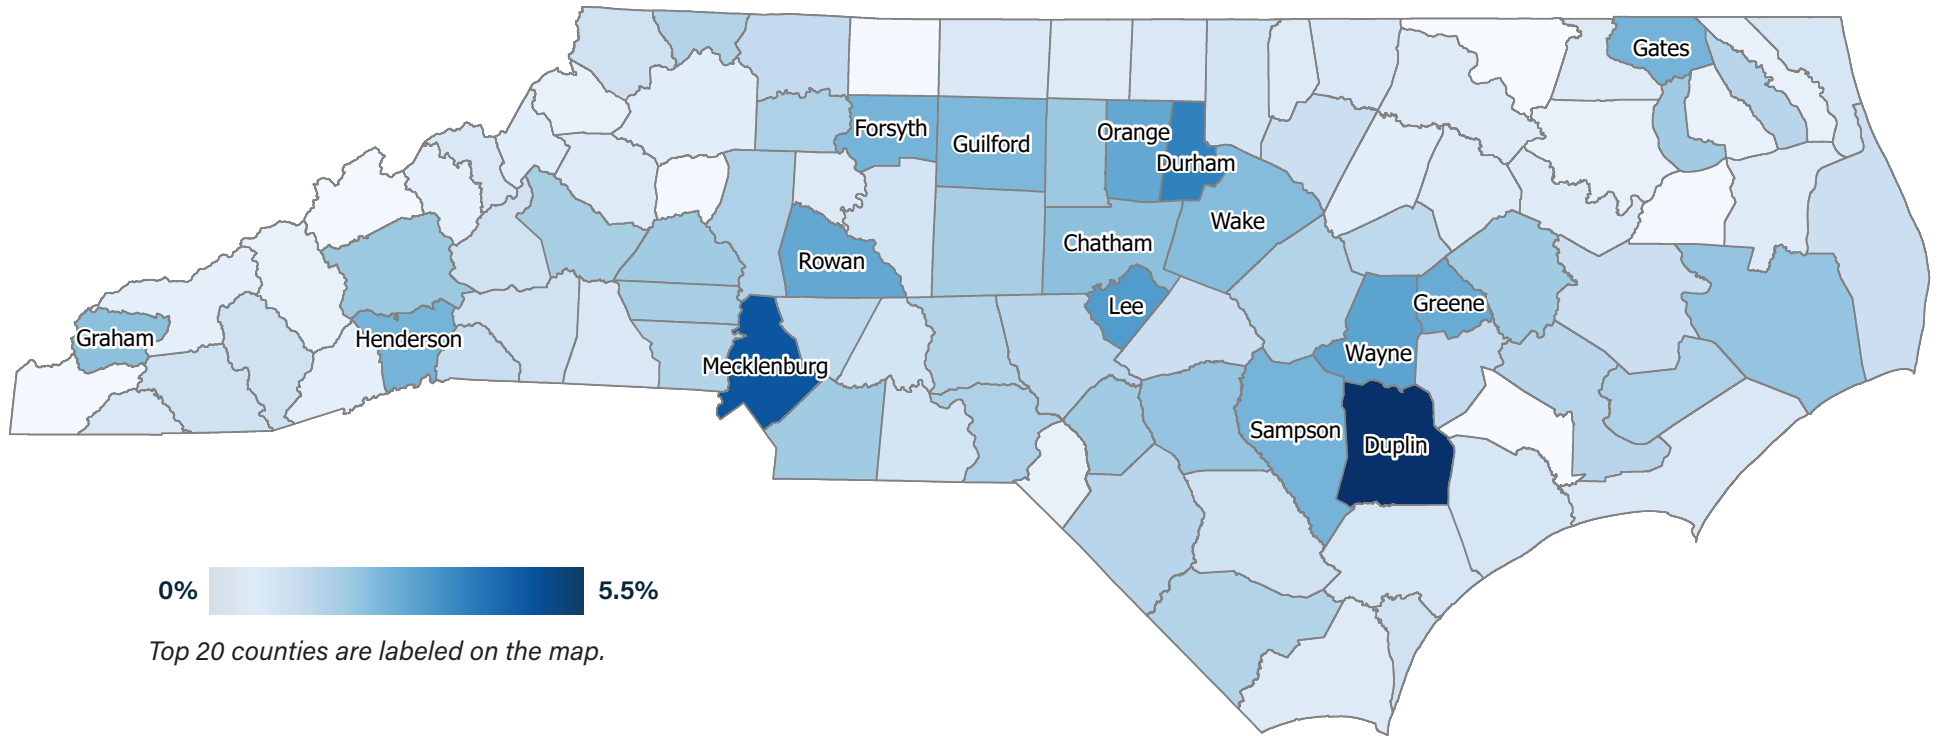 Gates
Forsyth
Guilford
Orange
Durham
Wake
Chatham
Rowan
Lee
Greene
Graham
Henderson
Wayne
Mecklenburg
Sampson
Duplin
0%
5.5%
Top 20 counties are labeled on the map.